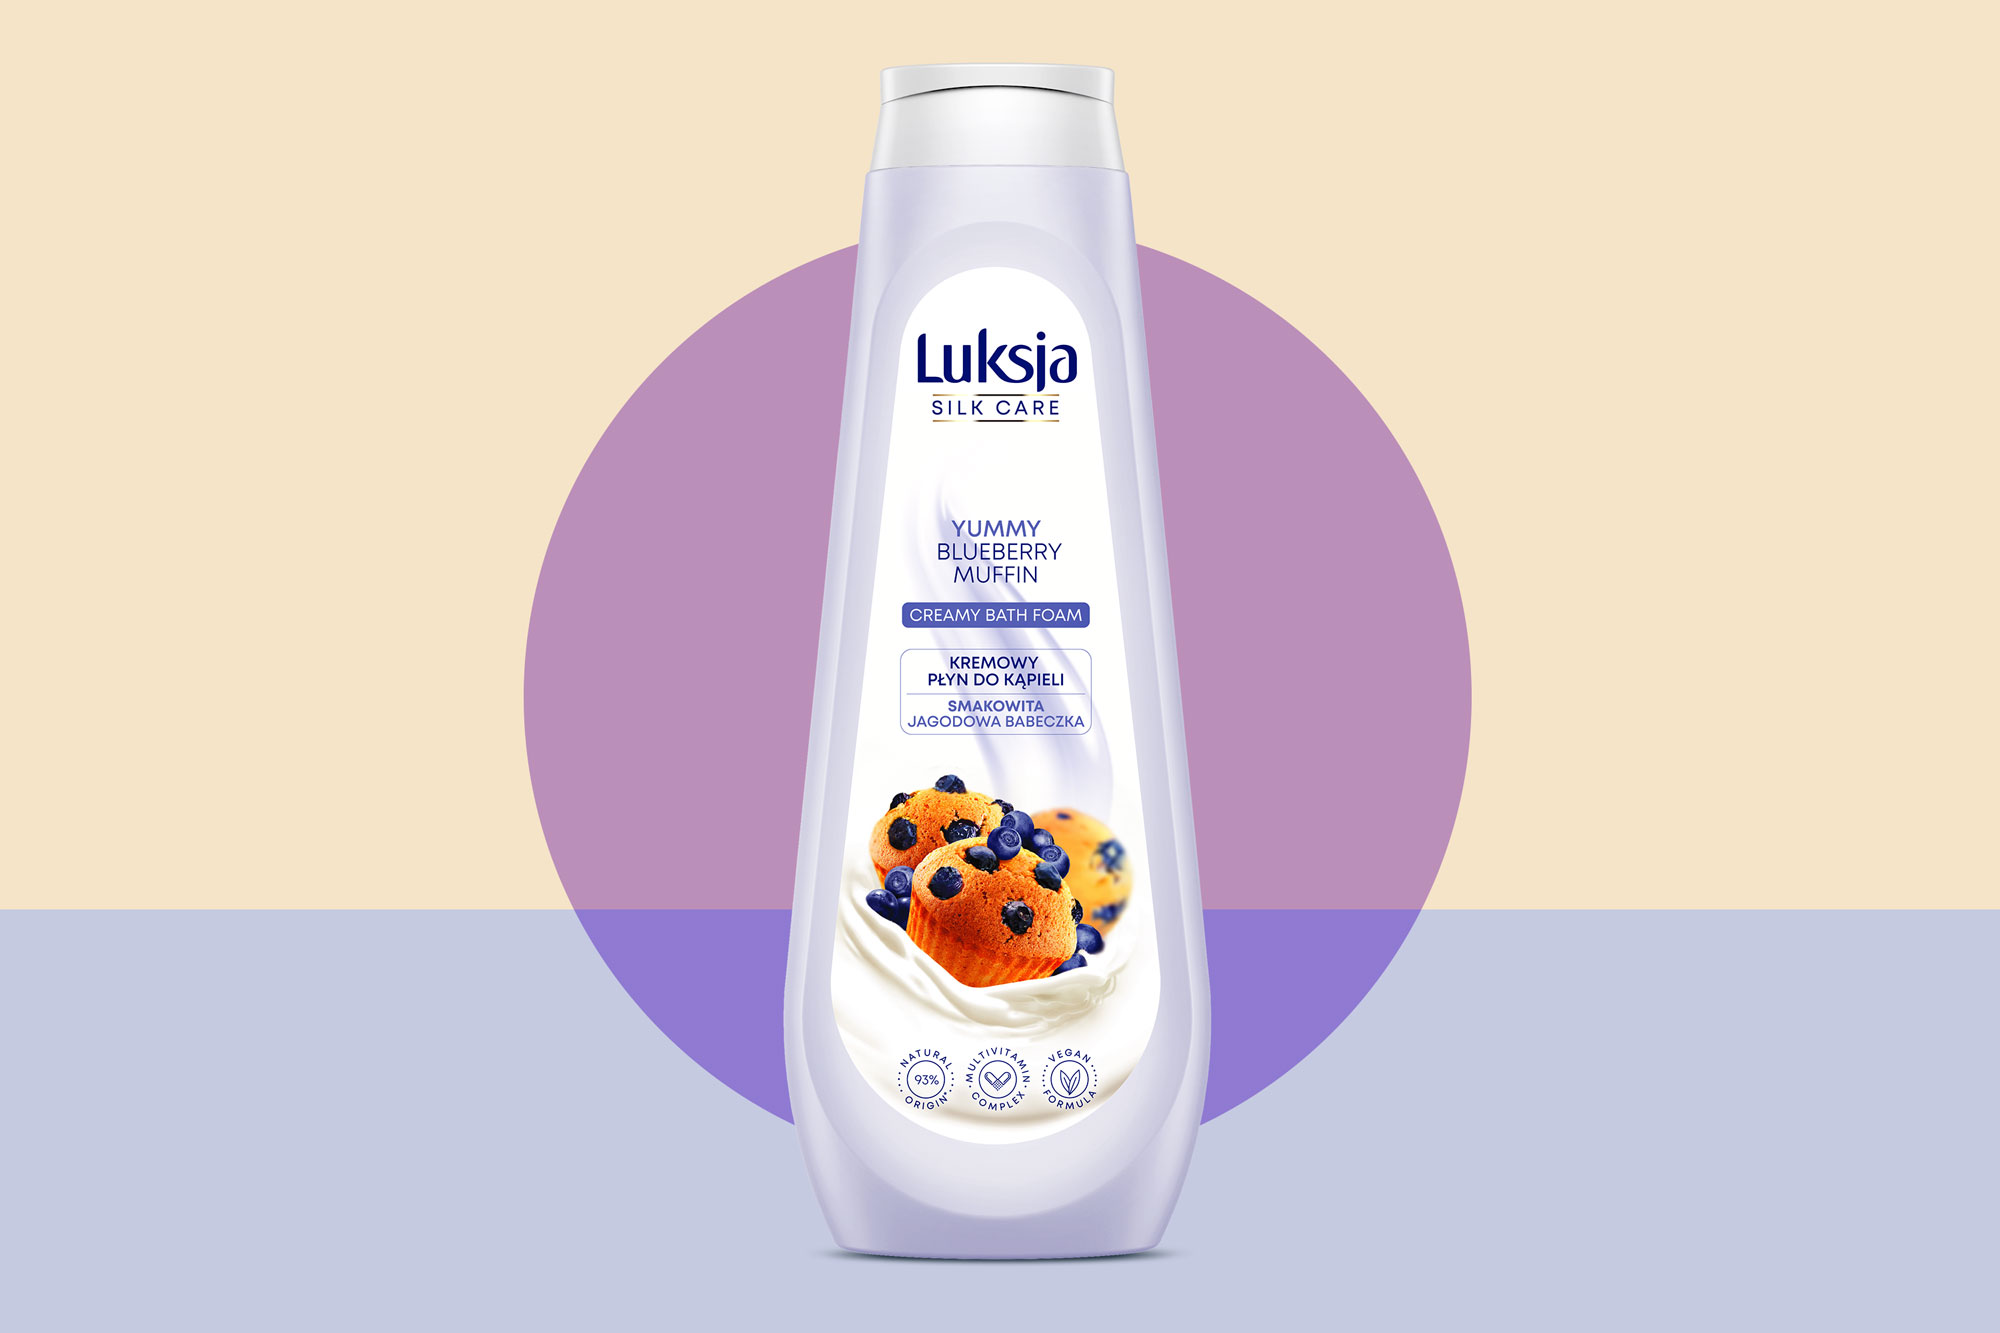 Luksja
SILK CARE
YUMMY
BLUEBERRY
MUFFIN
CREAMY BATH FOAM
KREMOWY
PŁYN DO KĄPIELI
SMAKOWITA
JAGODOWA BABECZKA
NATURAL
93%
ORIGIN*
MULTIVITAMIN
COMPLEX
VEGAN
FORMULA